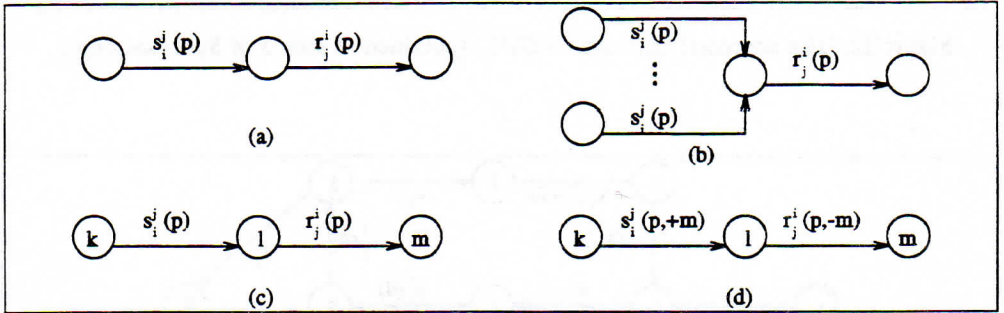 s_i^j(p) r_j^i(p)
(a)
s_i^j(p)
r_j^i(p)
s_i^j(p)
(b)
k s_i^j(p) l r_j^i(p) m
(c)
k s_i^j(p,+m) l r_j^i(p,-m) m
(d)